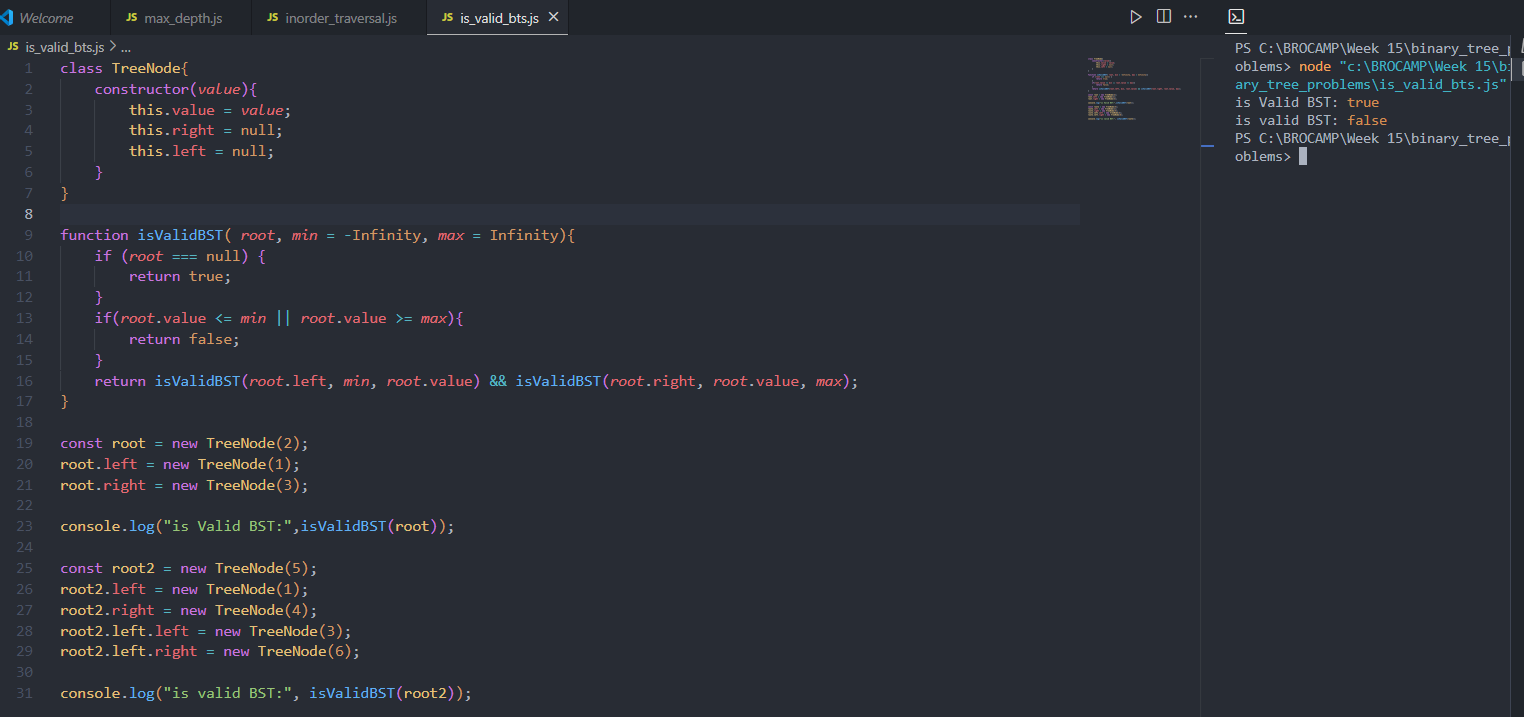 Welcome
JS max_depth.js
JS inorder_traversal.js
JS is_valid_bts.js
JS is_valid_bts.js > ...
1 class TreeNode{
2 constructor(value){
3 this.value = value;
4 this.right = null;
5 this.left = null;
6 }
7 }
8
9 function isValidBST( root, min = -Infinity, max = Infinity){
10 if (root === null) {
11 return true;
12 }
13 if(root.value <= min || root.value >= max){
14 return false;
15 }
16 return isValidBST(root.left, min, root.value) && isValidBST(root.right, root.value, max);
17 }
18
19 const root = new TreeNode(2);
20 root.left = new TreeNode(1);
21 root.right = new TreeNode(3);
22
23 console.log("is Valid BST:",isValidBST(root));
24
25 const root2 = new TreeNode(5);
26 root2.left = new TreeNode(1);
27 root2.right = new TreeNode(4);
28 root2.left.left = new TreeNode(3);
29 root2.left.right = new TreeNode(6);
30
31 console.log("is valid BST:", isValidBST(root2));
PS C:\BROCAMP\Week 15\binary_tree_p
oblems> node "c:\BROCAMP\Week 15\bi
ary_tree_problems\is_valid_bts.js"
is Valid BST: true
is valid BST: false
PS C:\BROCAMP\Week 15\binary_tree_p
oblems>